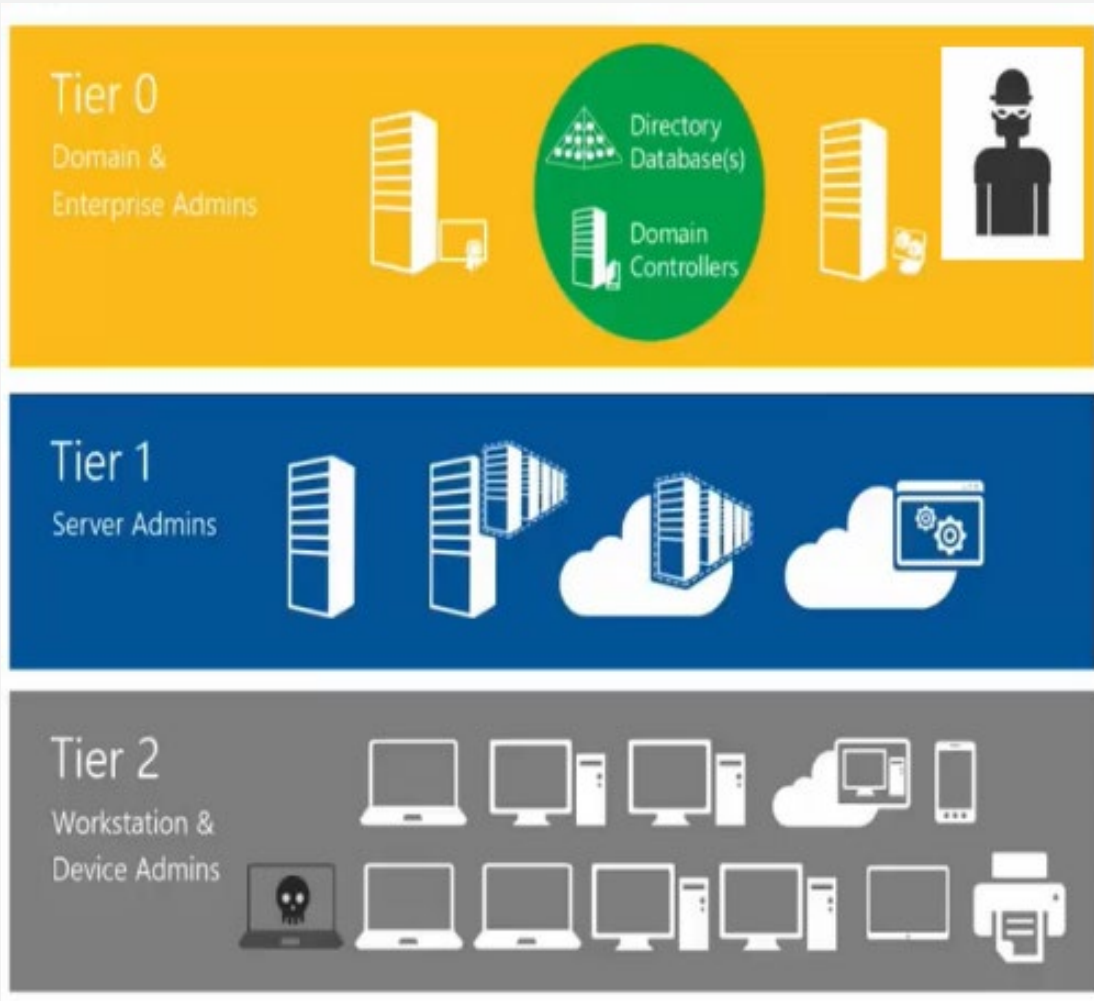 Tier 0
Domain &
Enterprise Admins
Directory
Database(s)
Domain
Controllers
Tier 1
Server Admins
Tier 2
Workstation &
Device Admins